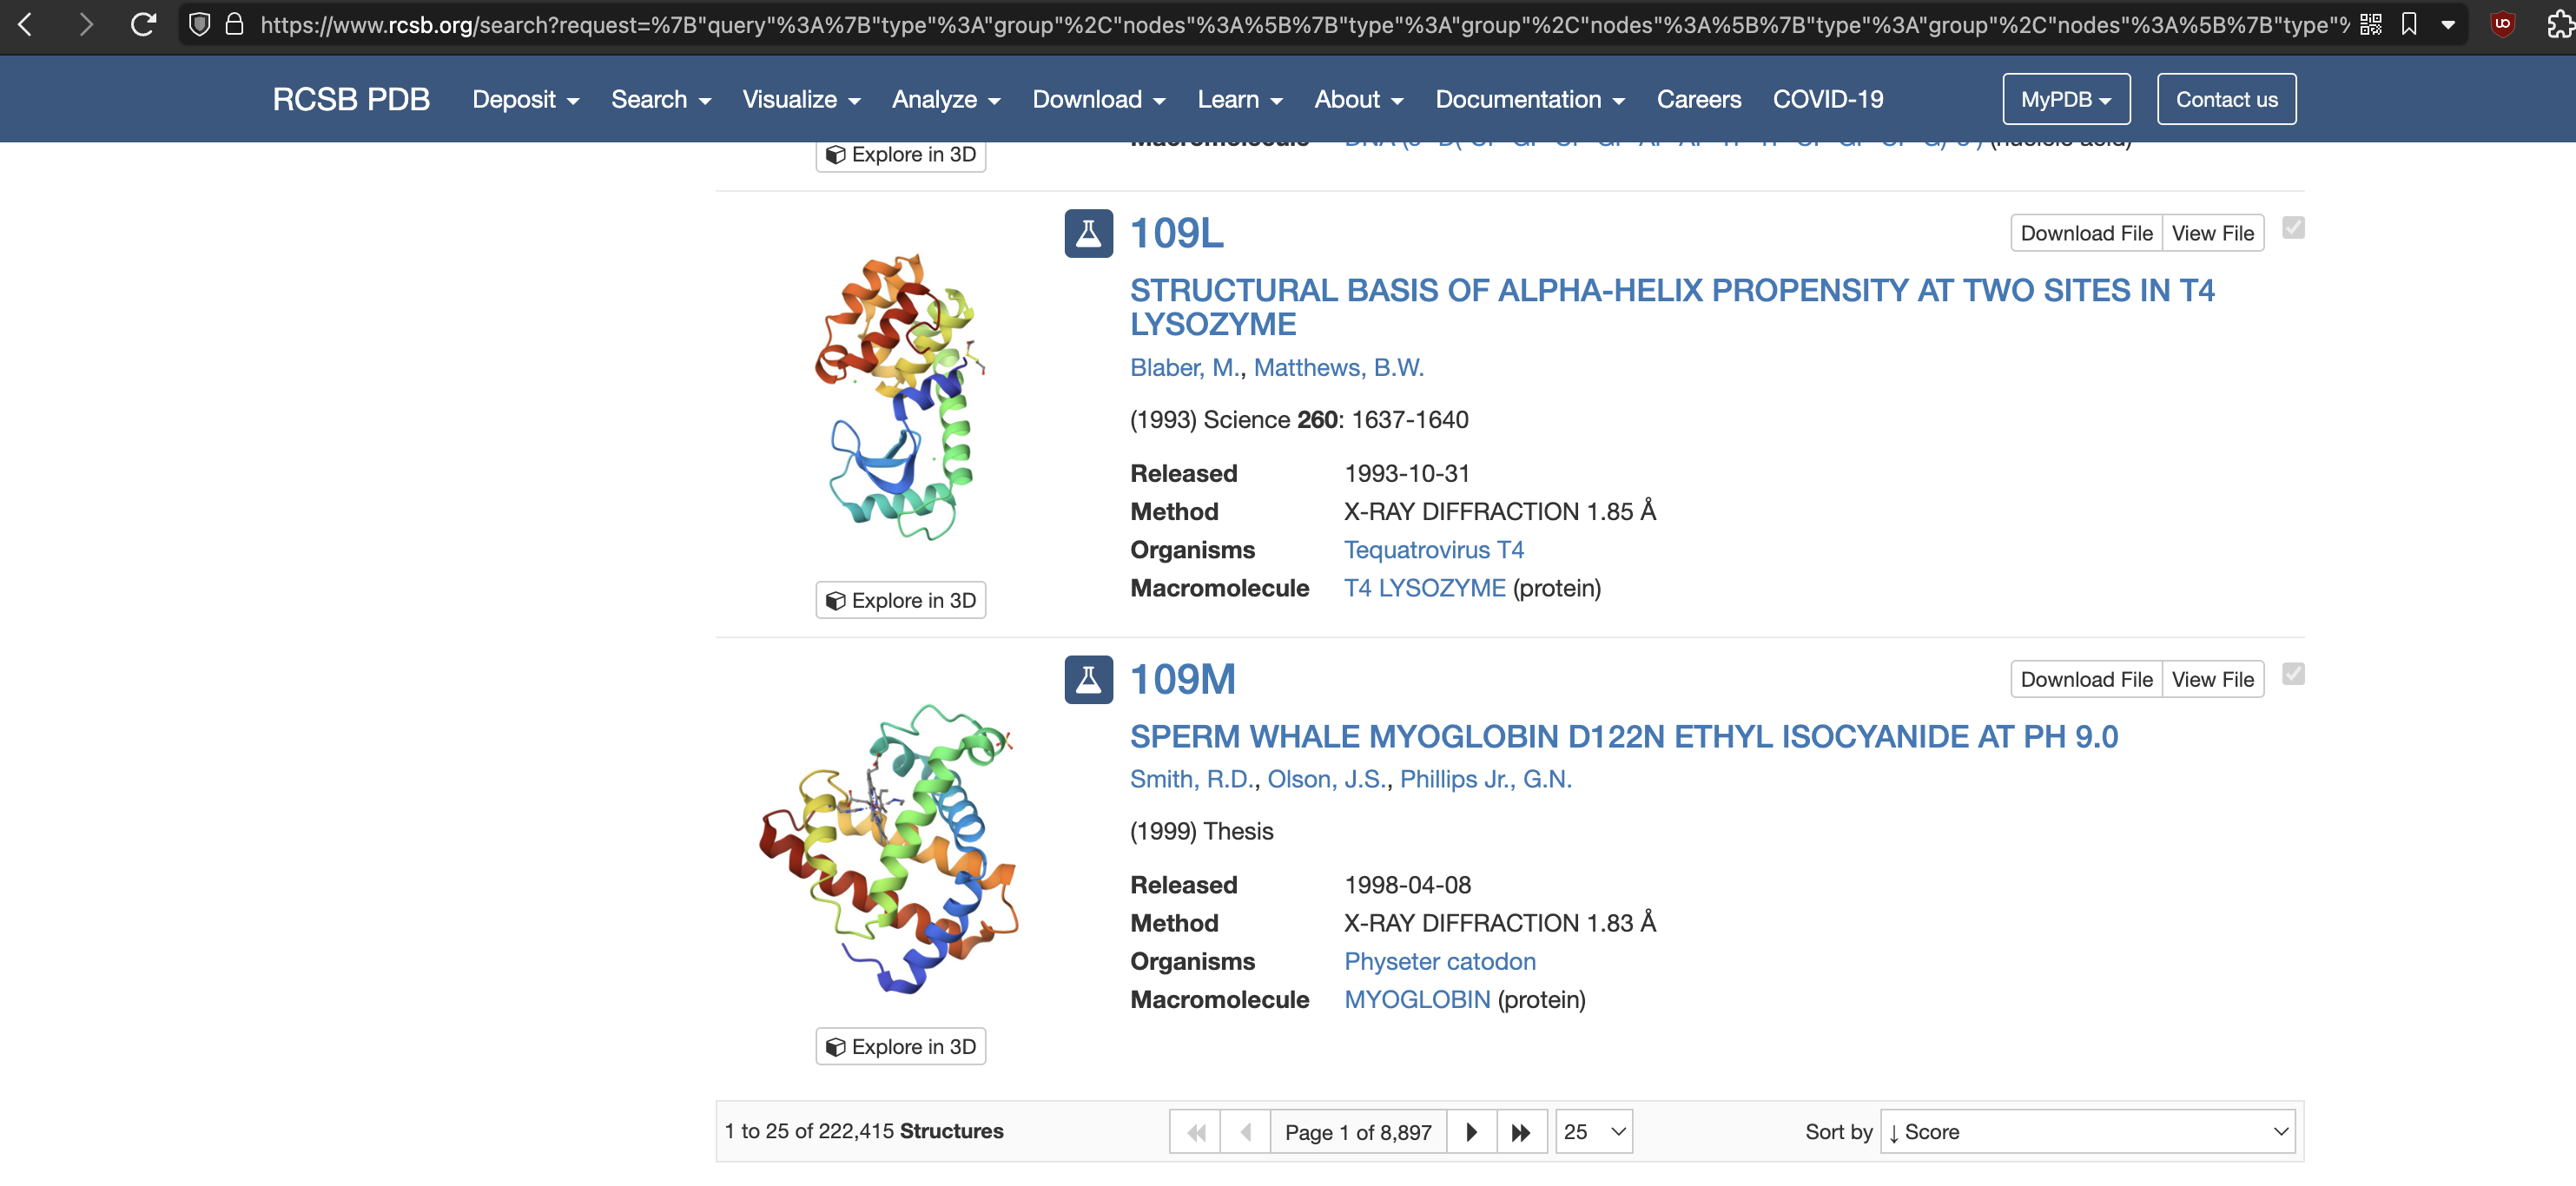 https://www.rcsb.org/search?request=%7B"query"%3A%7B"type"%3A"group"%2C"nodes"%3A%5B%7B"type"%3A"group"%2C"nodes"%3A%5B%7B"type"%3A"group"%2C"nodes"%3A%5B%7B"type"%
RCSB PDB Deposit Search Visualize Analyze Download Learn About Documentation Careers COVID-19 MyPDB Contact us
Explore in 3D Macromolecule (nucleic acid)
109L Download File View File
STRUCTURAL BASIS OF ALPHA-HELIX PROPENSITY AT TWO SITES IN T4
LYSOZYME
Blaber, M., Matthews, B.W.
(1993) Science 260: 1637-1640
Released 1993-10-31
Method X-RAY DIFFRACTION 1.85 Å
Organisms Tequatrovirus T4
Macromolecule T4 LYSOZYME (protein)
Explore in 3D
109M Download File View File
SPERM WHALE MYOGLOBIN D122N ETHYL ISOCYANIDE AT PH 9.0
Smith, R.D., Olson, J.S., Phillips Jr., G.N.
(1999) Thesis
Released 1998-04-08
Method X-RAY DIFFRACTION 1.83 Å
Organisms Physeter catodon
Macromolecule MYOGLOBIN (protein)
Explore in 3D
1 to 25 of 222,415 Structures Page 1 of 8,897 25 Sort by ↓ Score